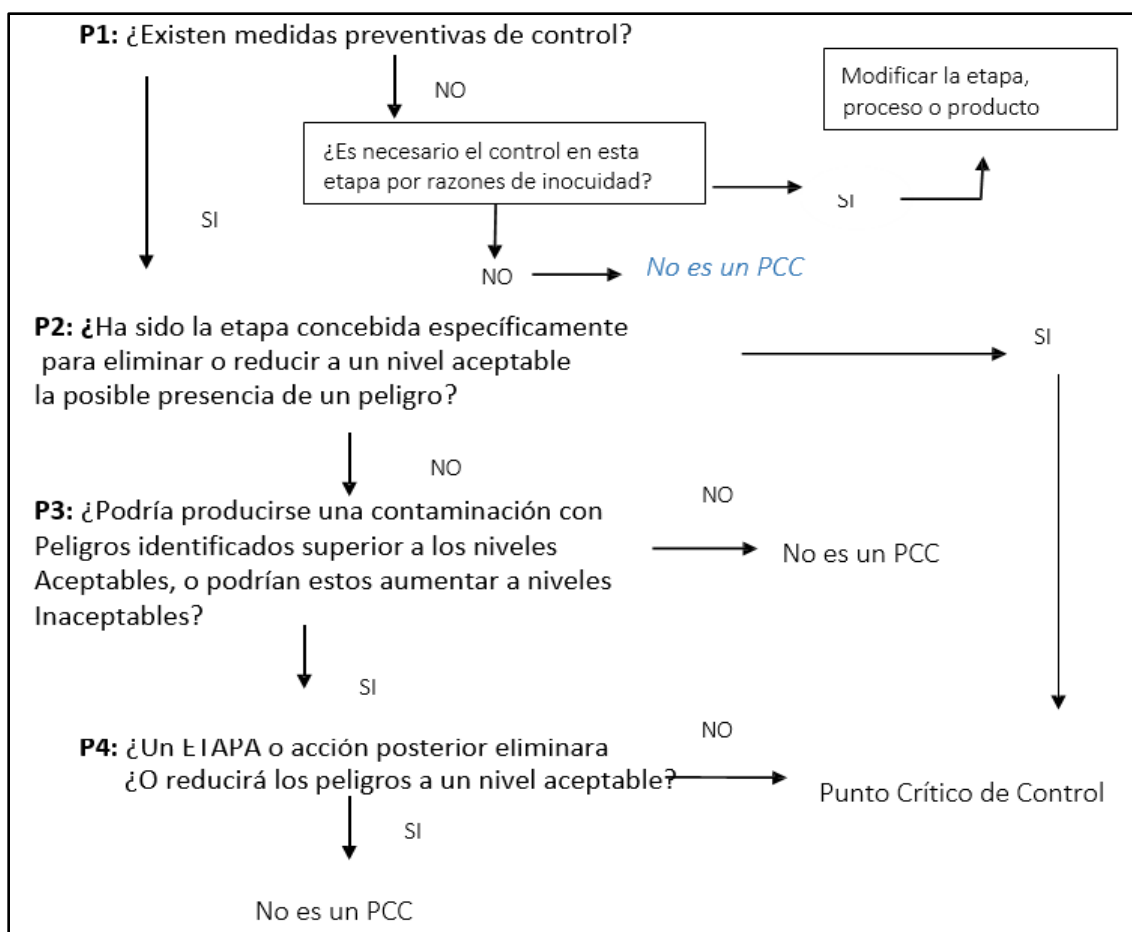 P1: ¿Existen medidas preventivas de control?
NO
Modificar la etapa,
proceso o producto
¿Es necesario el control en esta
etapa por razones de inocuidad?
SI
SI
NO
No es un PCC
P2: ¿Ha sido la etapa concebida específicamente
para eliminar o reducir a un nivel aceptable
la posible presencia de un peligro?
SI
NO
P3: ¿Podría producirse una contaminación con
Peligros identificados superior a los niveles
Aceptables, o podrían estos aumentar a niveles
Inaceptables?
NO
No es un PCC
SI
P4: ¿Un ETAPA o acción posterior eliminara
¿O reducirá los peligros a un nivel aceptable?
NO
Punto Crítico de Control
SI
No es un PCC